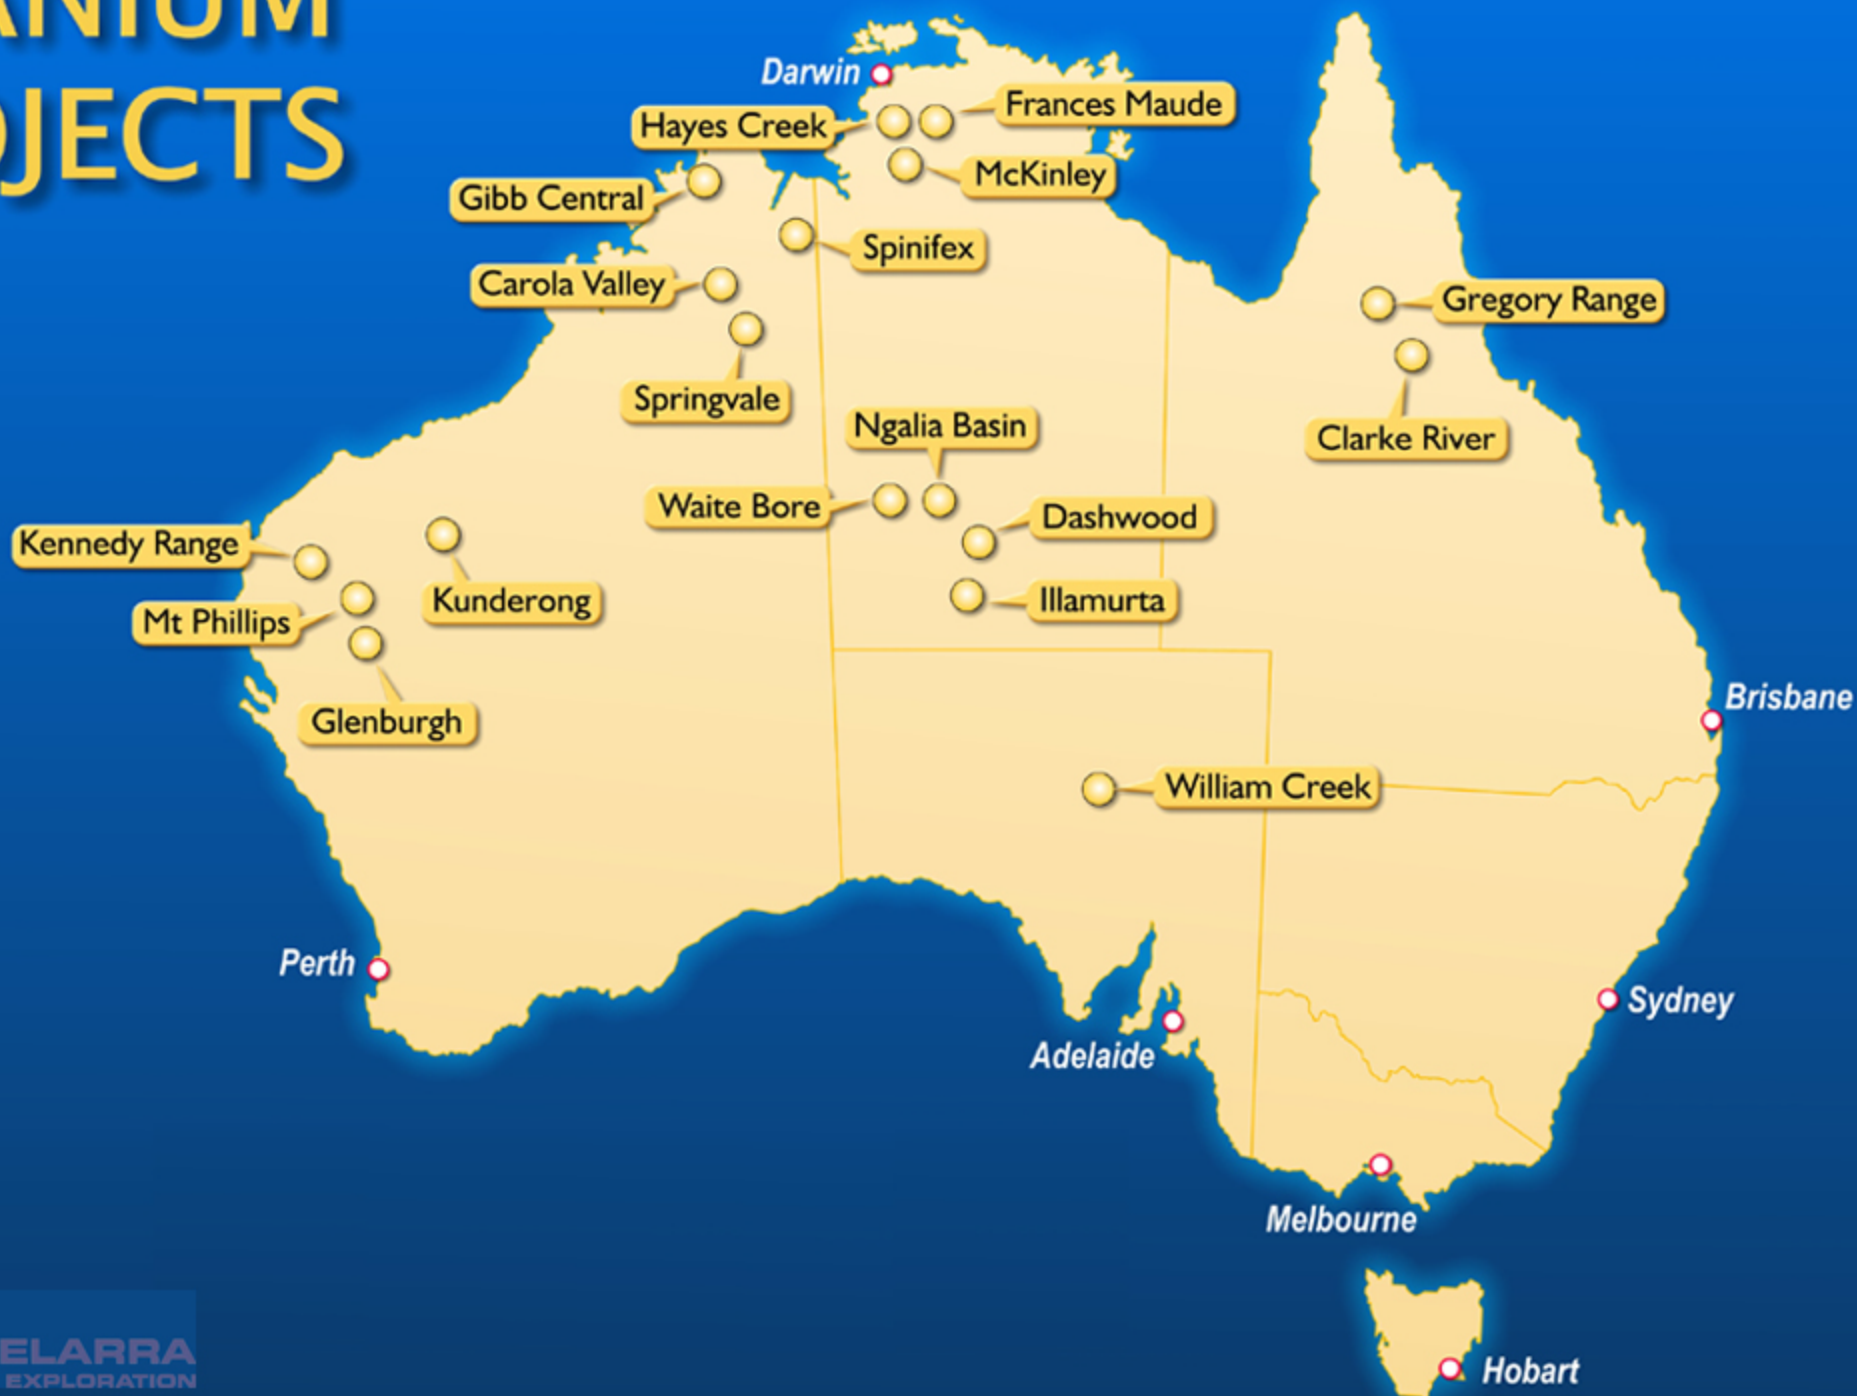 ANIUM
OJECTS
Darwin
Frances Maude
Hayes Creek
McKinley
Gibb Central
Spinifex
Carola Valley
Gregory Range
Springvale
Ngalia Basin
Clarke River
Waite Bore
Dashwood
Kennedy Range
Kunderong
Illamurta
Mt Phillips
Glenburgh
Brisbane
William Creek
Perth
Sydney
Adelaide
Melbourne
Hobart
ELARRA
EXPLORATION